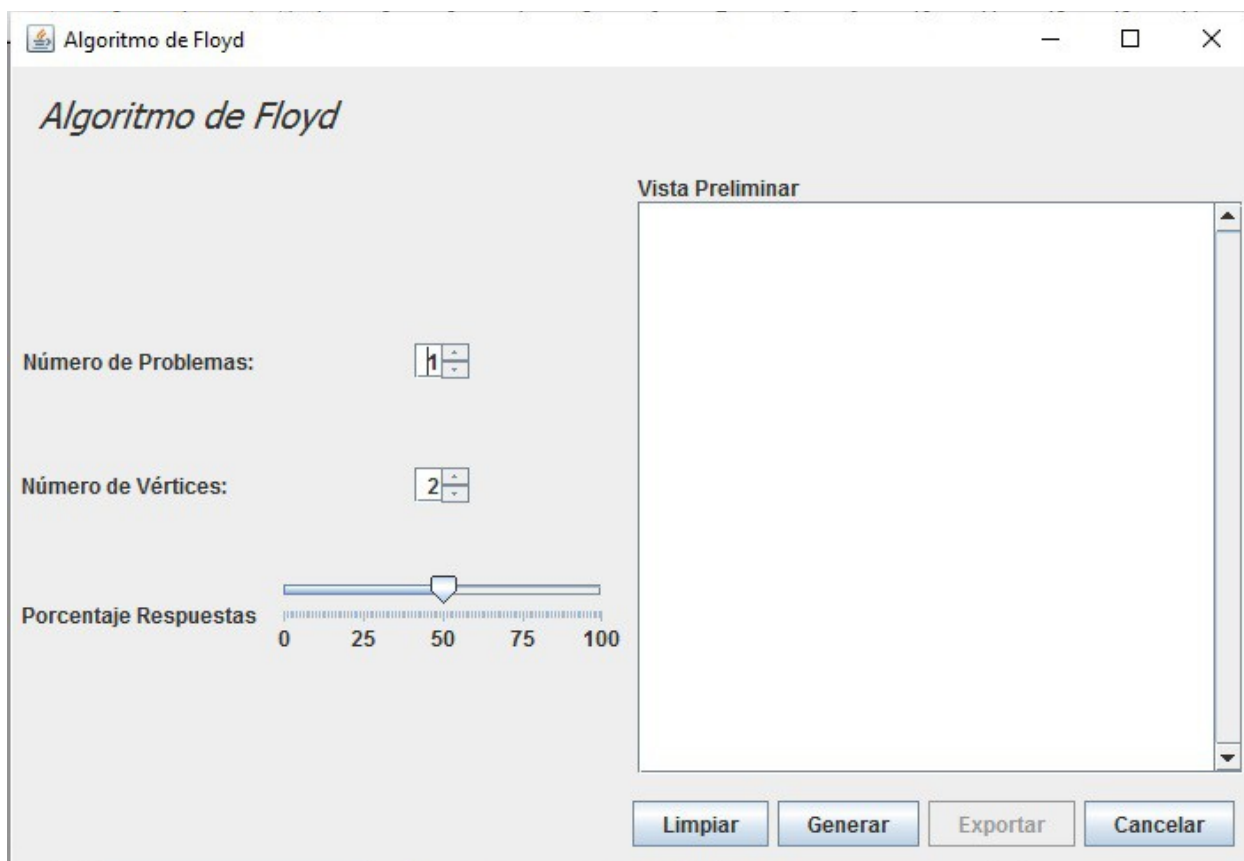 Algoritmo de Floyd
Algoritmo de Floyd
Vista Preliminar
Número de Problemas:
1
Número de Vértices:
2
Porcentaje Respuestas
0 25 50 75 100
Limpiar Generar Exportar Cancelar